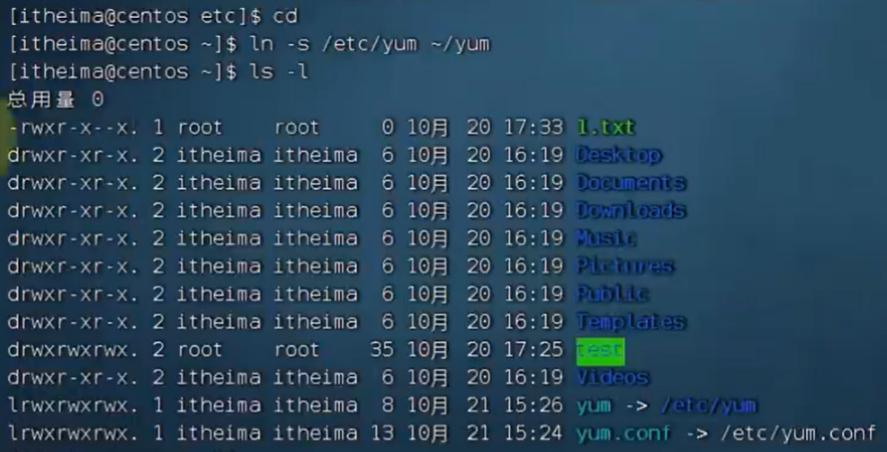 [itheima@centos etc]$ cd
[itheima@centos ~]$ ln -s /etc/yum ~/yum
[itheima@centos ~]$ ls -l
总用量 0
-rwxr-x--x. 1 root    root     0 10月  20 17:33 1.txt
drwxr-xr-x. 2 itheima itheima  6 10月  20 16:19 Desktop
drwxr-xr-x. 2 itheima itheima  6 10月  20 16:19 Documents
drwxr-xr-x. 2 itheima itheima  6 10月  20 16:19 Downloads
drwxr-xr-x. 2 itheima itheima  6 10月  20 16:19 Music
drwxr-xr-x. 2 itheima itheima  6 10月  20 16:19 Pictures
drwxr-xr-x. 2 itheima itheima  6 10月  20 16:19 Public
drwxr-xr-x. 2 itheima itheima  6 10月  20 16:19 Templates
drwxrwxrwx. 2 root    root    35 10月  20 17:25 test
drwxr-xr-x. 2 itheima itheima  6 10月  20 16:19 Videos
lrwxrwxrwx. 1 itheima itheima  8 10月  21 15:26 yum -> /etc/yum
lrwxrwxrwx. 1 itheima itheima 13 10月  21 15:24 yum.conf -> /etc/yum.conf